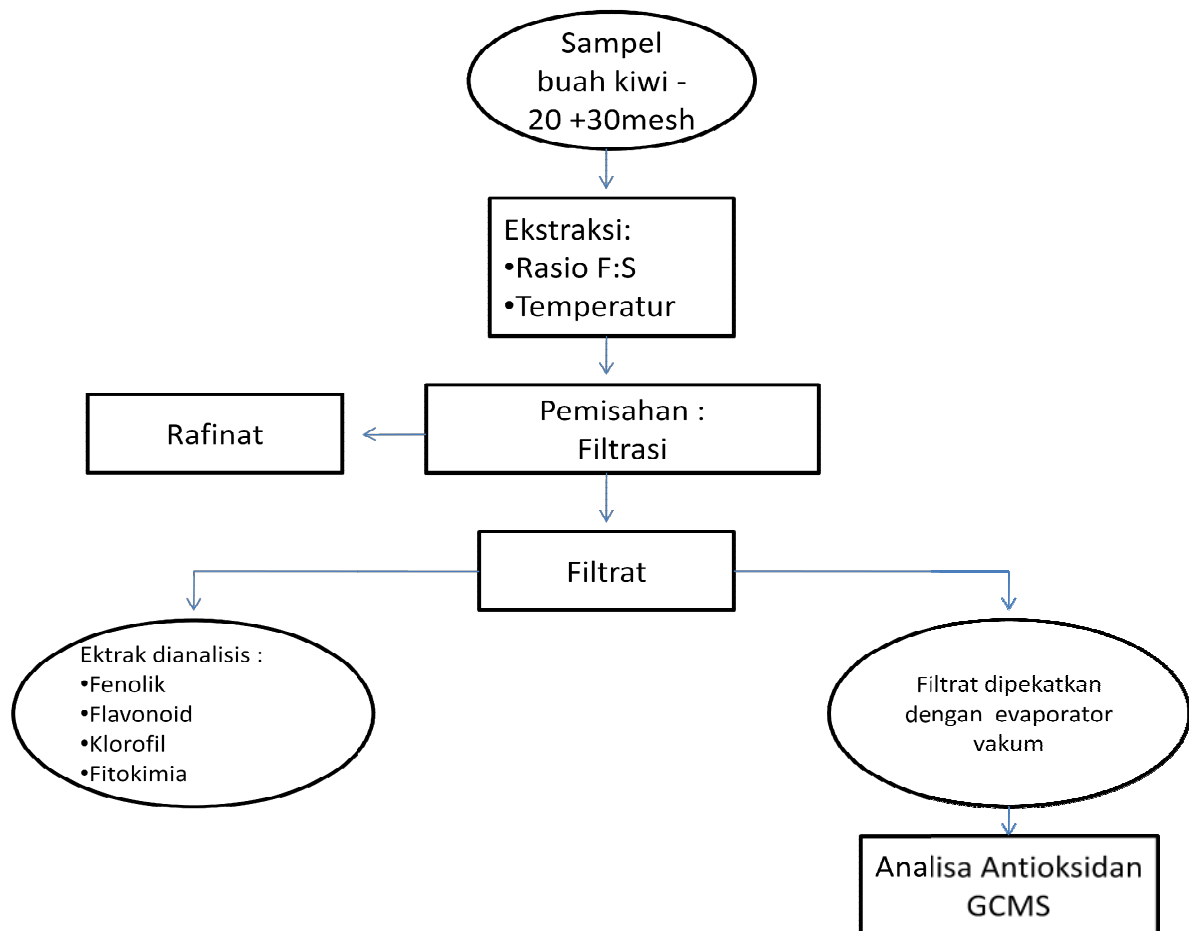 Sampel
buah kiwi -
20 +30mesh
Ekstraksi:
•Rasio F:S
•Temperatur
Pemisahan :
Filtrasi
Rafinat
Filtrat
Ektrak dianalisis :
•Fenolik
•Flavonoid
•Klorofil
•Fitokimia
Filtrat dipekatkan
dengan evaporator
vakum
Analisa Antioksidan
GCMS